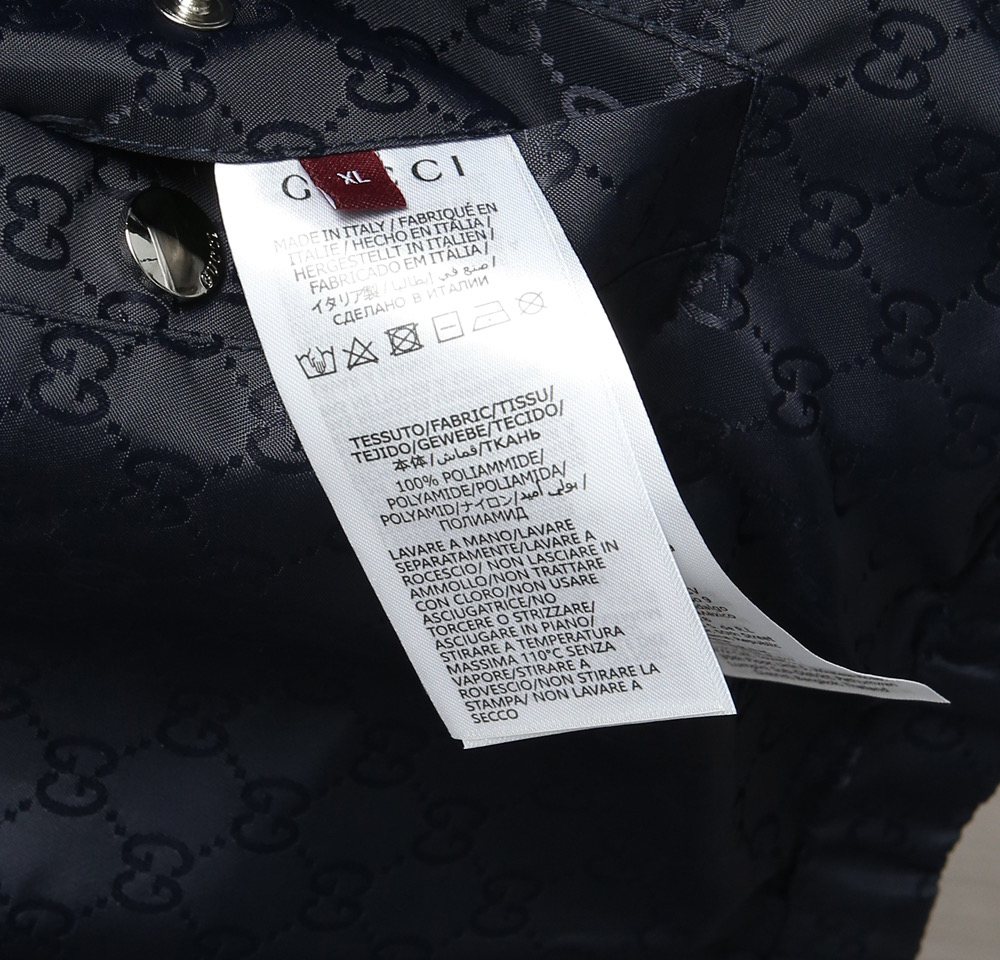 XL
MADE IN ITALY / FABRIQUÉ EN
ITALIE / HECHO EN ITALIA /
HERGESTELLT IN ITALIEN /
FABRICADO EM ITÁLIA /
صنع في إيطاليا /
イタリア製 /
СДЕЛАНО В ИТАЛИИ
TESSUTO/FABRIC/TISSU/
TEJIDO/GEWEBE/TECIDO/
本体/قماش/ТКАНЬ
100% POLIAMMIDE/
POLYAMIDE/POLIAMIDA/
POLYAMID/ナイロン/بولي أميد/
ПОЛИАМИД
LAVARE A MANO/LAVARE
SEPARATAMENTE/LAVARE A
ROCESCIO/ NON LASCIARE IN
AMMOLLO/NON TRATTARE
CON CLORO/NON USARE
ASCIUGATRICE/NO
TORCERE O STRIZZARE/
ASCIUGARE IN PIANO/
STIRARE A TEMPERATURA
MASSIMA 110°C SENZA
VAPORE/STIRARE A
ROVESCIO/NON STIRARE LA
STAMPA/ NON LAVARE A
SECCO